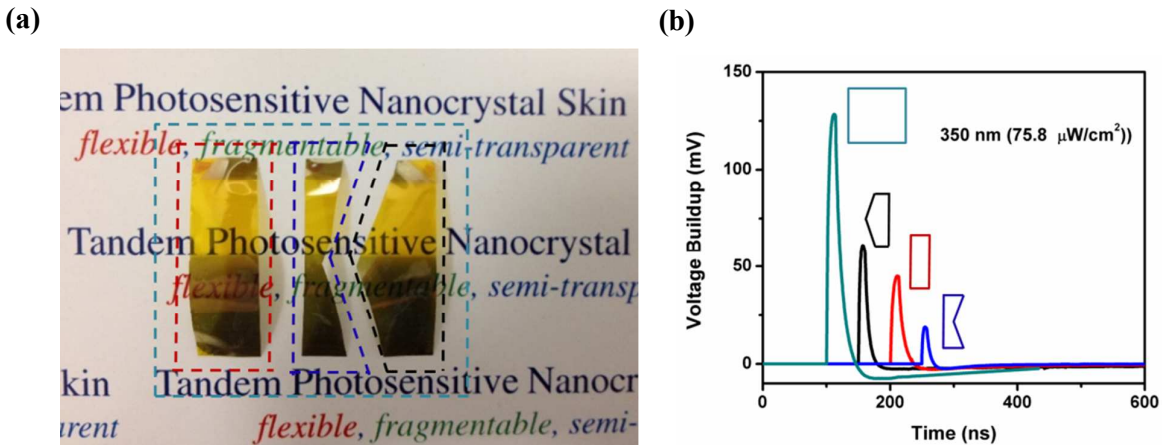 (a)
em Photosensitive Nanocrystal Skin
flexible, fragmentable, semi-transparent
Tandem Photosensitive Nanocrystal
flexible, fragmentable, semi-transp
Skin Tandem Photosensitive Nanocr
arent flexible, fragmentable, semi-
(b)
150
100
50
0
Voltage Buildup (mV)
350 nm (75.8 μW/cm²))
0 200 400 600
Time (ns)